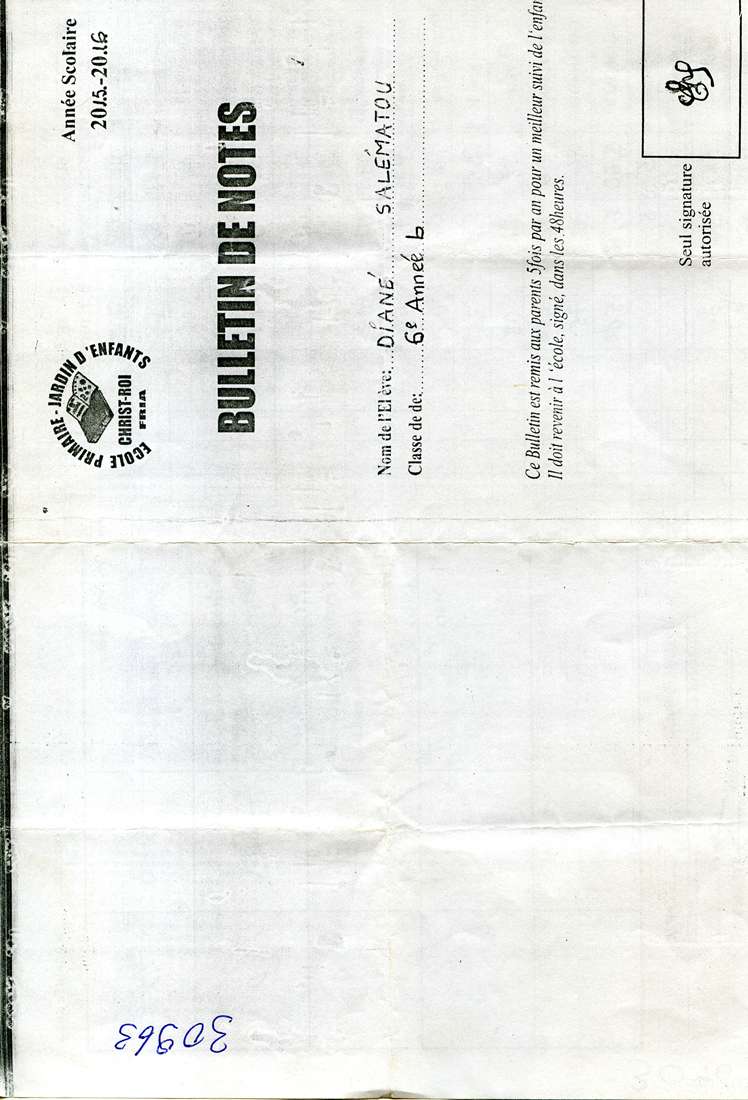 ECOLE PRIMAIRE - JARDIN D'ENFANTS
CHRIST-ROI
FRIA
Année Scolaire
2015-2016
BULLETIN DE NOTES
Nom de l'Elève: DIANÉ SALÉMATOU
Classe de de: 6e Année b
Ce Bulletin est remis aux parents 5fois par an pour un meilleur suivi de l'enfan
Il doit revenir à l 'école, signé, dans les 48heures.
Seul signature
autorisée
30963